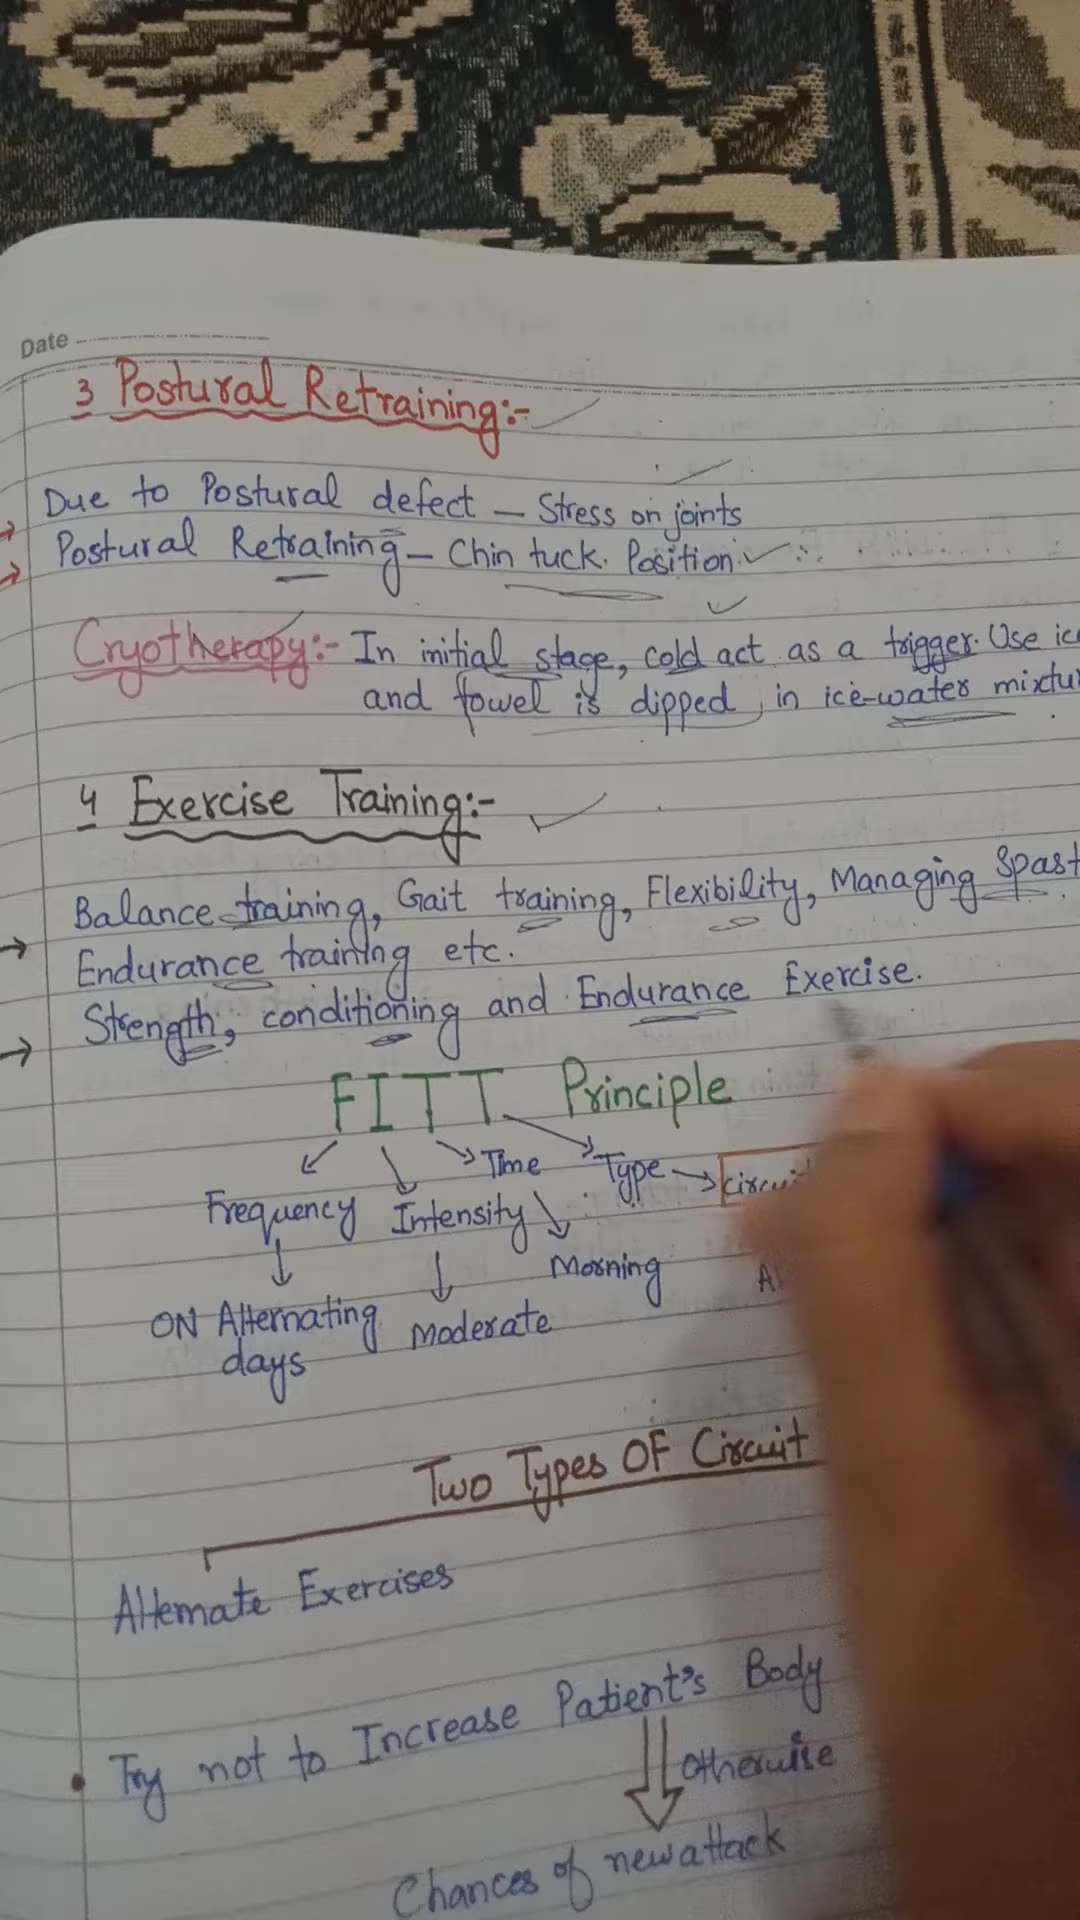 Date
3 Postural Retraining:-
Due to Postural defect - Stress on joints
Postural Retraining - Chin tuck. Position
Cryotherapy:- In initial stage, cold act as a trigger. Use ice
and towel is dipped in ice-water mixtu
4 Exercise Training:-
Balance training, Gait training, Flexibility, Managing Spast
Endurance training etc.
Strength, conditioning and Endurance Exercise.
FITT Principle
Time Type → Circuit
Frequency Intensity
Morning
ON Alternating Moderate
days
Two Types OF Circuit
Alternate Exercises
• Try not to Increase Patient's Body
Otherwise
Chances of new attack